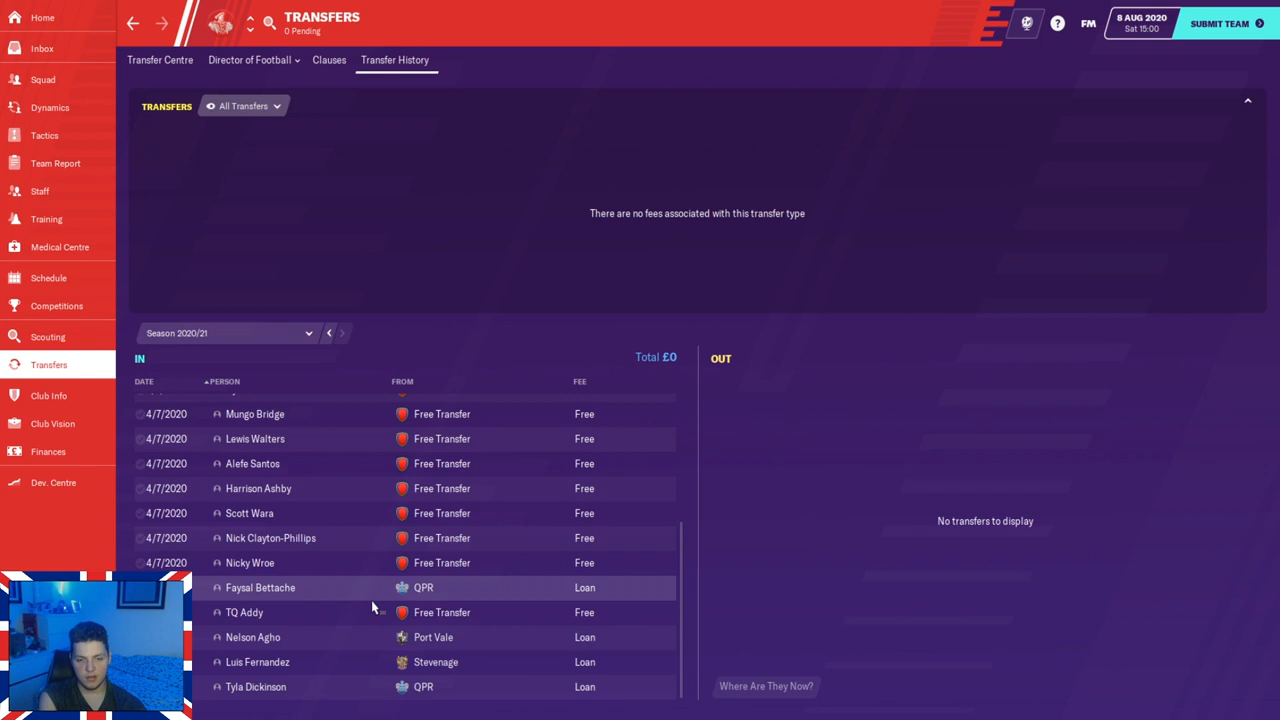 Home
TRANSFERS
0 Pending
FM
8 AUG 2020
Sat 15:00
SUBMIT TEAM
Inbox
Squad
Dynamics
Tactics
Team Report
Staff
Training
Medical Centre
Schedule
Competitions
Scouting
Transfers
Club Info
Club Vision
Finances
Dev. Centre
Transfer Centre
Director of Football
Clauses
Transfer History
TRANSFERS
All Transfers
There are no fees associated with this transfer type
Season 2020/21
IN
Total £0
OUT
DATE PERSON FROM FEE
4/7/2020 Mungo Bridge Free Transfer Free
4/7/2020 Lewis Walters Free Transfer Free
4/7/2020 Alefe Santos Free Transfer Free
4/7/2020 Harrison Ashby Free Transfer Free
4/7/2020 Scott Wara Free Transfer Free
4/7/2020 Nick Clayton-Phillips Free Transfer Free
4/7/2020 Nicky Wroe Free Transfer Free
Faysal Bettache QPR Loan
TQ Addy Free Transfer Free
Nelson Agho Port Vale Loan
Luis Fernandez Stevenage Loan
Tyla Dickinson QPR Loan
No transfers to display
Where Are They Now?